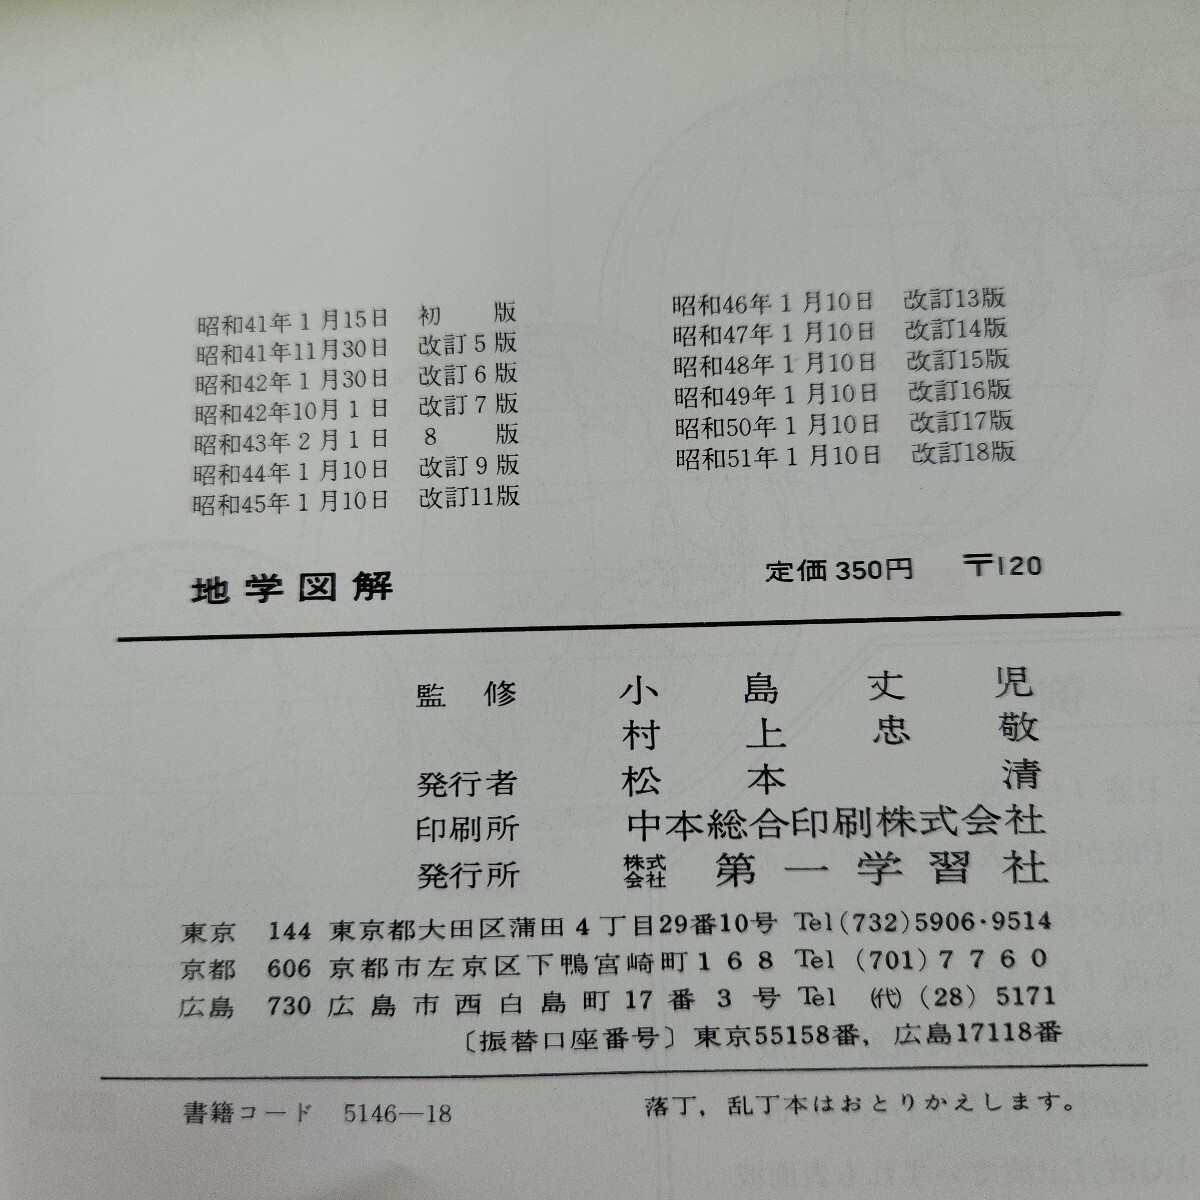 昭和41年1月15日 初版
昭和41年11月30日 改訂5版
昭和42年1月30日 改訂6版
昭和42年10月1日 改訂7版
昭和43年2月1日 8版
昭和44年1月10日 改訂9版
昭和45年1月10日 改訂11版
昭和46年1月10日 改訂13版
昭和47年1月10日 改訂14版
昭和48年1月10日 改訂15版
昭和49年1月10日 改訂16版
昭和50年1月10日 改訂17版
昭和51年1月10日 改訂18版
地学図解 定価350円 〒120
監修 小島丈児
村上忠敬
発行者 松本清
印刷所 中本総合印刷株式会社
発行所 株式会社 第一学習社
東京 144 東京都大田区蒲田4丁目29番10号 Tel(732)5906・9514
京都 606 京都市左京区下鴨宮崎町168 Tel (701)7760
広島 730 広島市西白島町17番3号 Tel ㈹(28)5171
〔振替口座番号〕東京55158番，広島17118番
書籍コード 5146—18 落丁，乱丁本はおとりかえします。